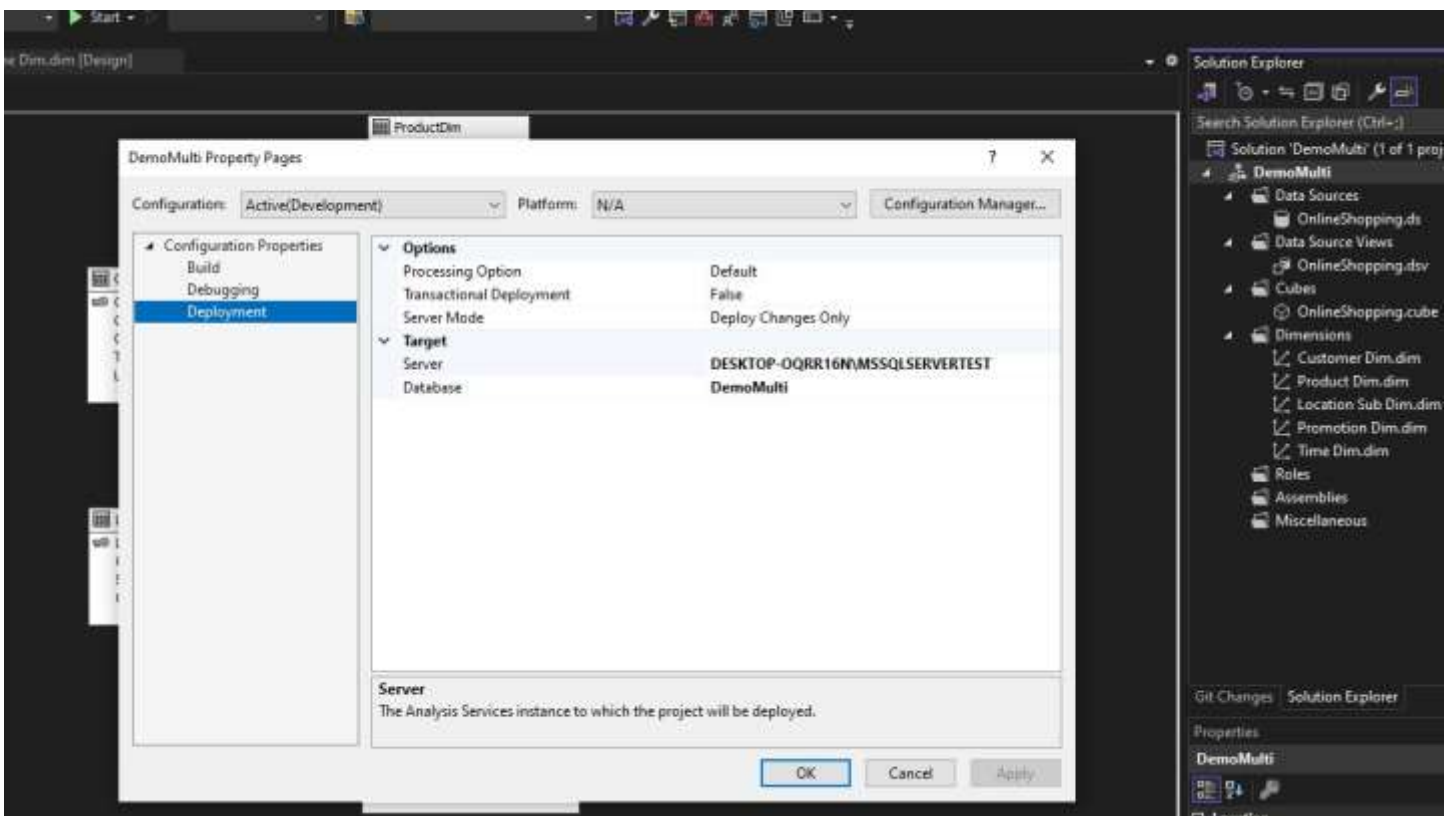 Start
ne Dim.dim [Design]
Solution Explorer
Search Solution Explorer (Ctrl+;)
ProductDim
Solution 'DemoMulti' (1 of 1 proj
DemoMulti Property Pages
? ×
DemoMulti
Configuration: Active(Development) Platform: N/A Configuration Manager...
Data Sources
OnlineShopping.ds
Data Source Views
OnlineShopping.dsv
Cubes
OnlineShopping.cube
Dimensions
Customer Dim.dim
Product Dim.dim
Location Sub Dim.dim
Promotion Dim.dim
Time Dim.dim
Roles
Assemblies
Miscellaneous
Configuration Properties
Build
Debugging
Deployment
Options
Processing Option Default
Transactional Deployment False
Server Mode Deploy Changes Only
Target
Server DESKTOP-OQRR16N\MSSQLSERVERTEST
Database DemoMulti
Server
The Analysis Services instance to which the project will be deployed.
OK Cancel Apply
Git Changes Solution Explorer
Properties
DemoMulti